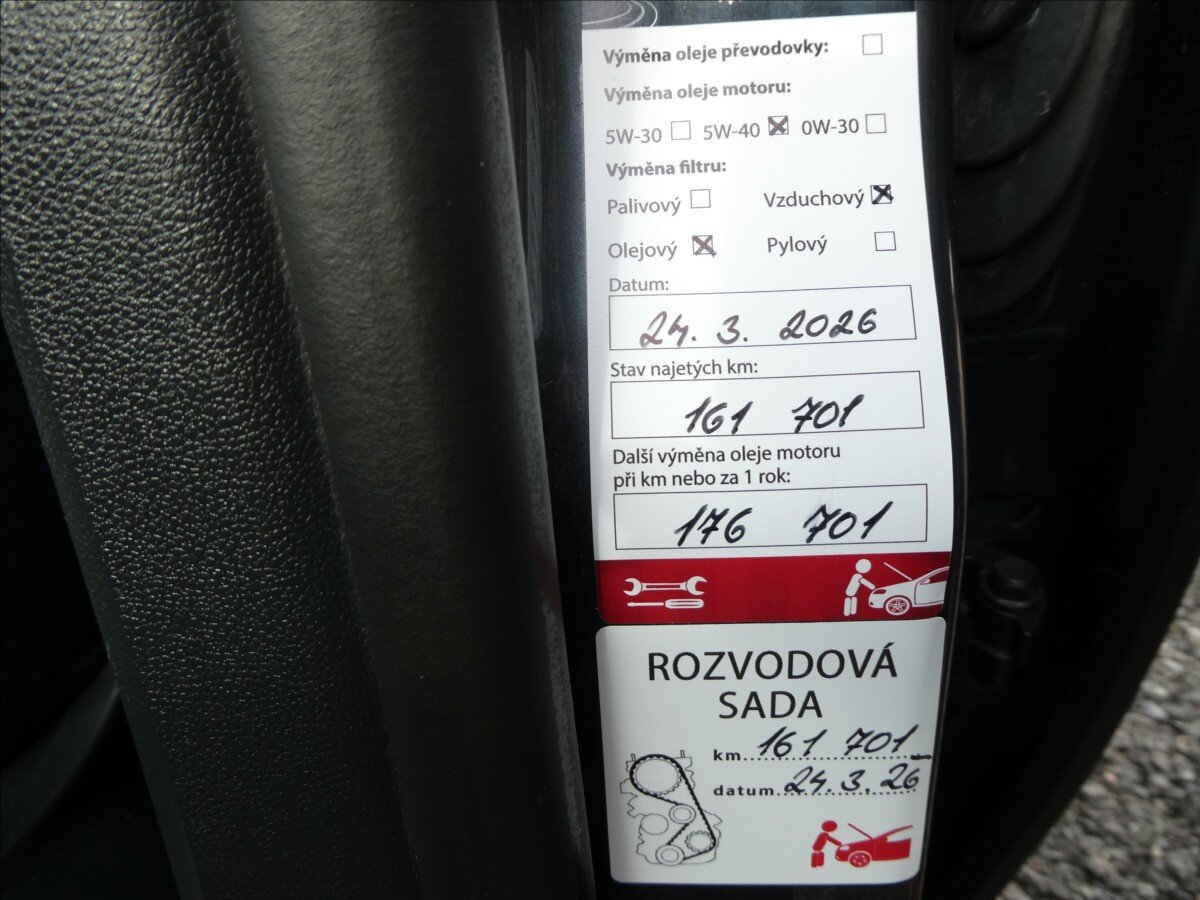 Výměna oleje převodovky: ☐
Výměna oleje motoru:
5W-30 ☐ 5W-40 ☒ 0W-30 ☐
Výměna filtru:
Palivový ☐ Vzduchový ☒
Olejový ☒ Pylový ☐
Datum:
24. 3. 2026
Stav najetých km:
161 701
Další výměna oleje motoru
při km nebo za 1 rok:
176 701
ROZVODOVÁ
SADA
km 161 701
datum 24.3.26